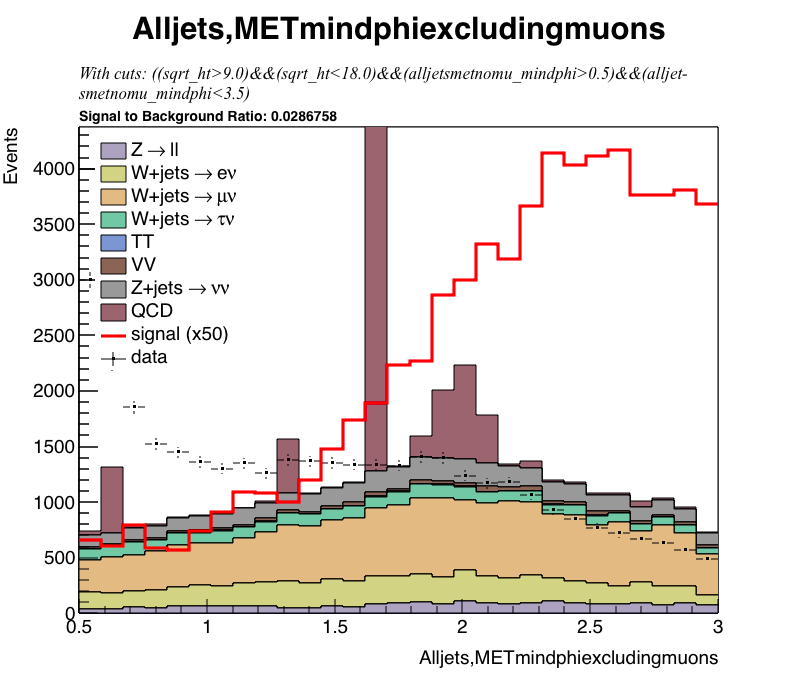 Alljets,METmindphiexcludingmuons
With cuts: ((sqrt_ht>9.0)&&(sqrt_ht<18.0)&&(alljetsmetnomu_mindphi>0.5)&&(alljet-
smetnomu_mindphi<3.5)
Signal to Background Ratio: 0.0286758
Events
4000
3500
3000
2500
2000
1500
1000
500
0
Z → ll
W+jets → eν
W+jets → μν
W+jets → τν
TT
VV
Z+jets → νν
QCD
signal (x50)
data
0.5 1 1.5 2 2.5 3
Alljets,METmindphiexcludingmuons